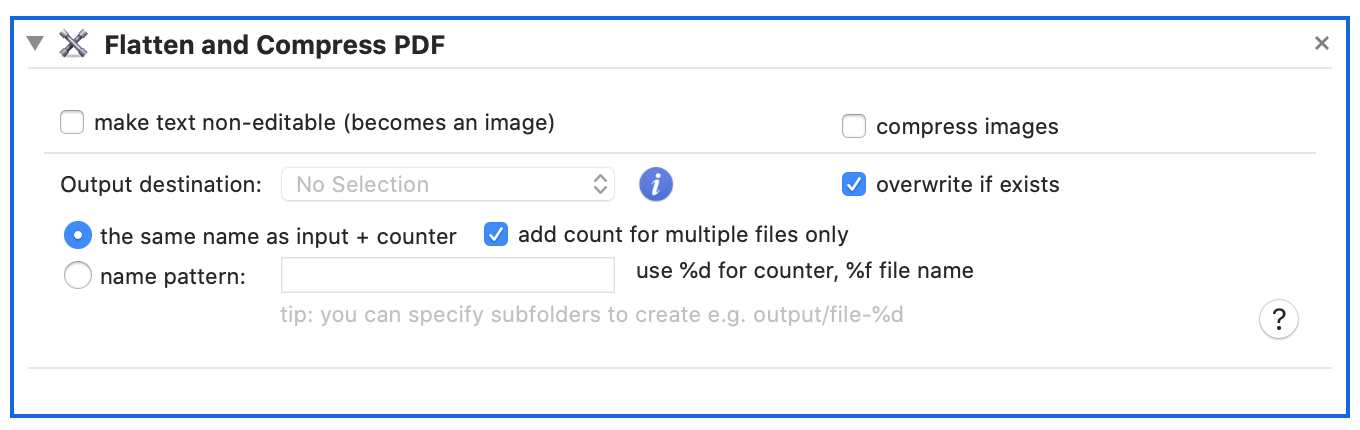 Flatten and Compress PDF
make text non-editable (becomes an image)
compress images
Output destination: No Selection
overwrite if exists
the same name as input + counter
add count for multiple files only
name pattern:
use %d for counter, %f file name
tip: you can specify subfolders to create e.g. output/file-%d
?